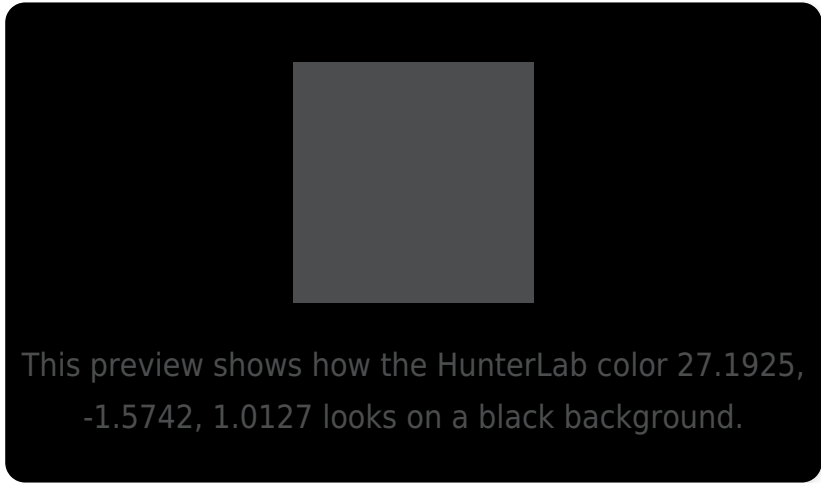 This preview shows how the HunterLab color 27.1925,
-1.5742, 1.0127 looks on a black background.